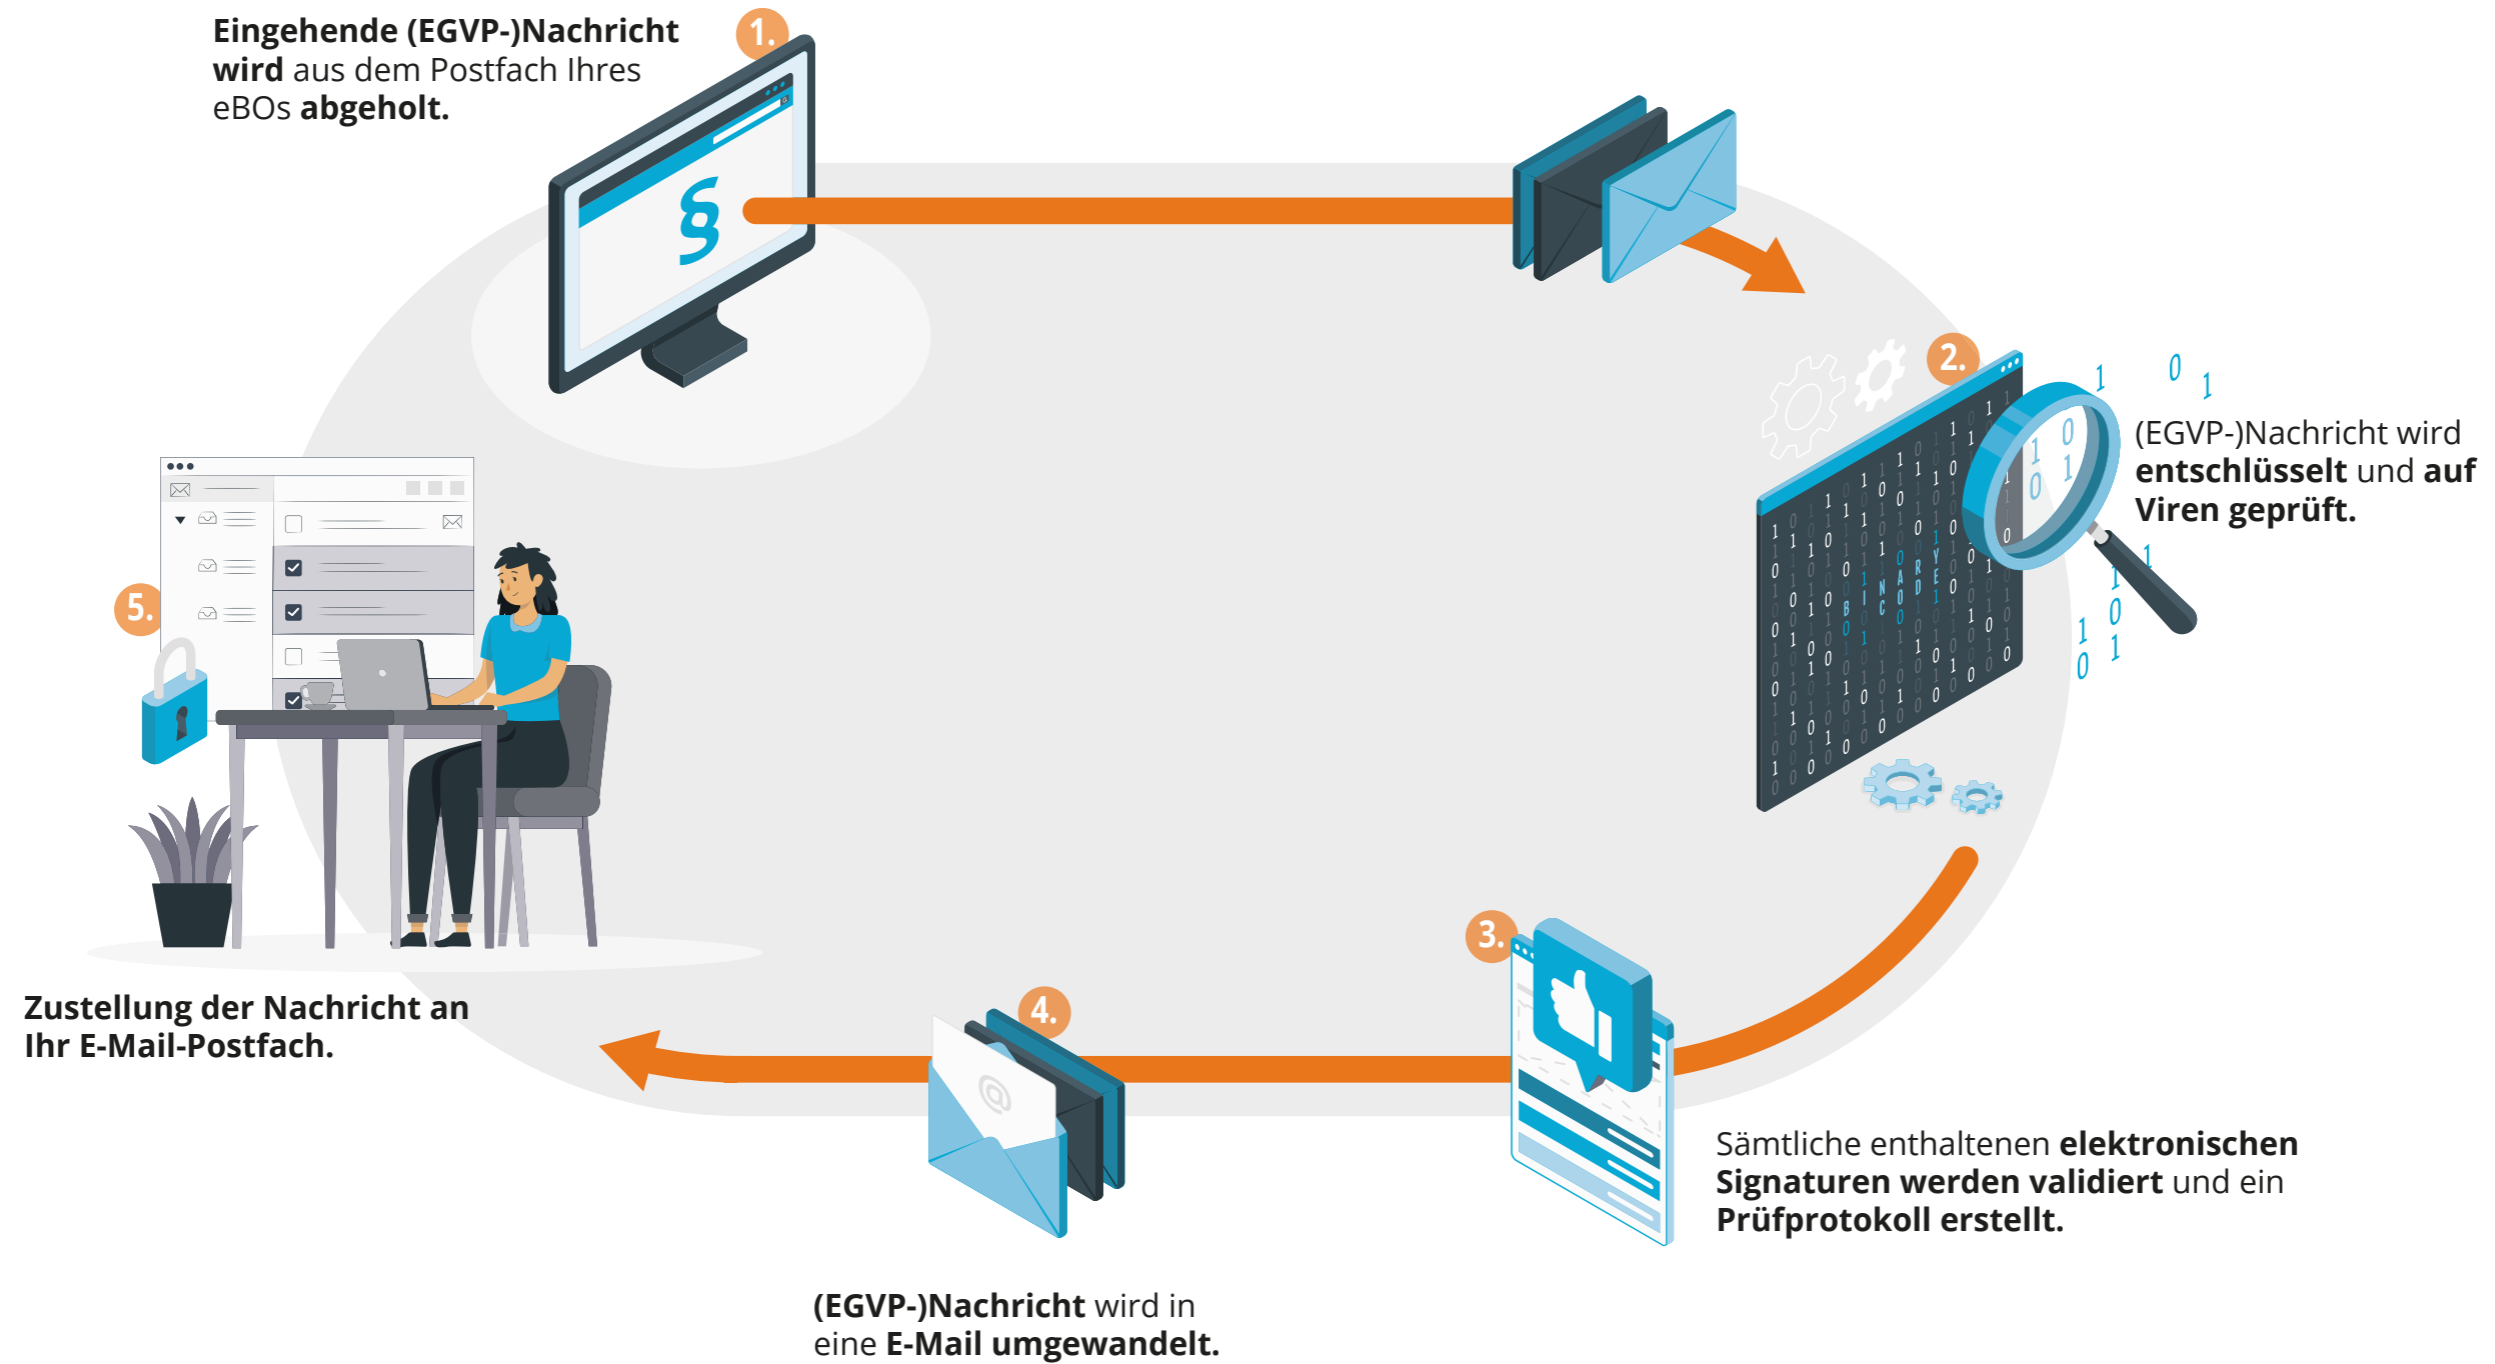 1.
Eingehende (EGVP-)Nachricht
wird aus dem Postfach Ihres
eBOs abgeholt.
§
2.
(EGVP-)Nachricht wird
entschlüsselt und auf
Viren geprüft.
3.
Sämtliche enthaltenen elektronischen
Signaturen werden validiert und ein
Prüfprotokoll erstellt.
4.
@
(EGVP-)Nachricht wird in
eine E-Mail umgewandelt.
5.
Zustellung der Nachricht an
Ihr E-Mail-Postfach.